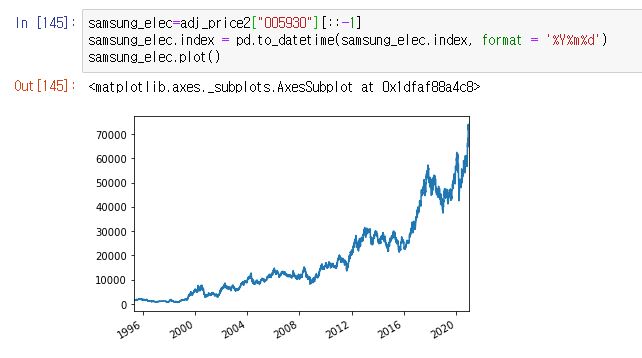 In [145]: samsung_elec=adj_price2["005930"][::-1]
samsung_elec.index = pd.to_datetime(samsung_elec.index, format = '%Y%m%d')
samsung_elec.plot()
Out[145]: <matplotlib.axes._subplots.AxesSubplot at 0x1dfaf88a4c8>
70000
60000
50000
40000
30000
20000
10000
0
1996 2000 2004 2008 2012 2016 2020